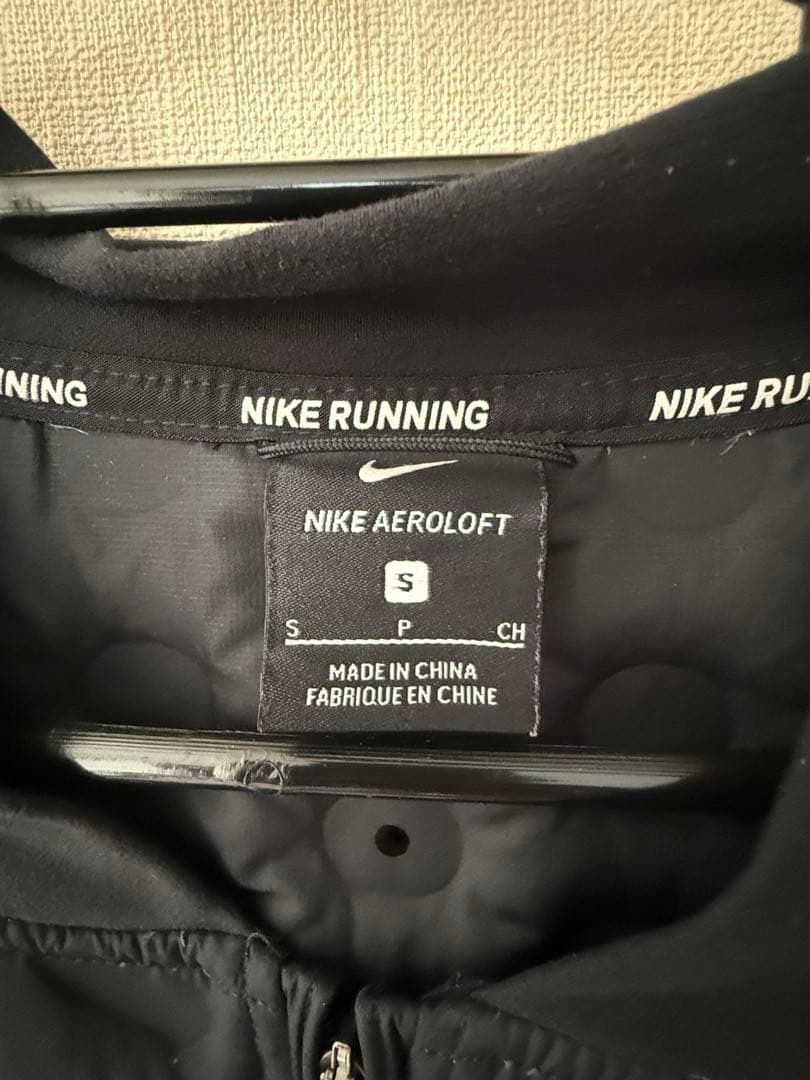 NING NIKE RUNNING NIKE RU
NIKE AEROLOFT
S
S P CH
MADE IN CHINA
FABRIQUE EN CHINE